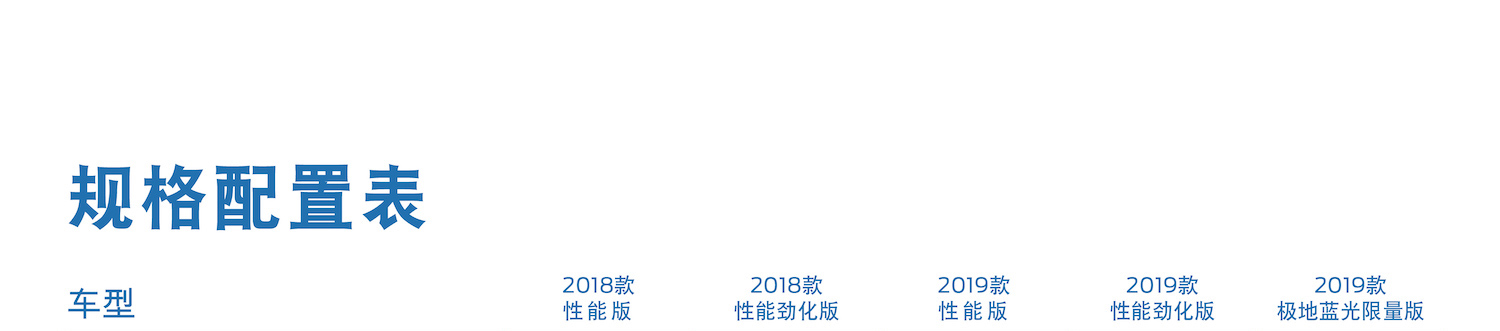 规格配置表
车型
2018款 2018款 2019款 2019款 2019款
性能版 性能劲化版 性能版 性能劲化版 极地蓝光限量版